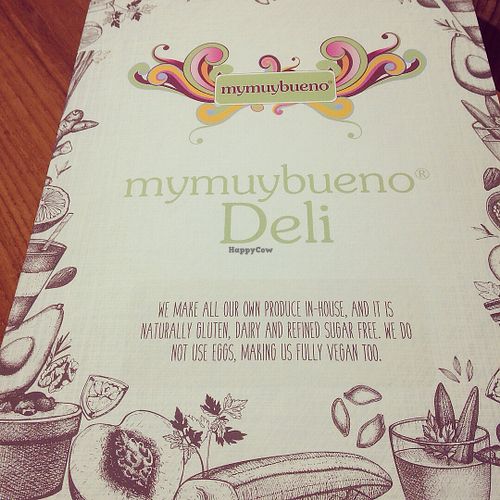 mymuybueno®
mymuybueno®
Deli
HappyCow
WE MAKE ALL OUR OWN PRODUCE IN-HOUSE, AND IT IS
NATURALLY GLUTEN, DAIRY AND REFINED SUGAR FREE. WE DO
NOT USE EGGS, MAKING US FULLY VEGAN TOO.